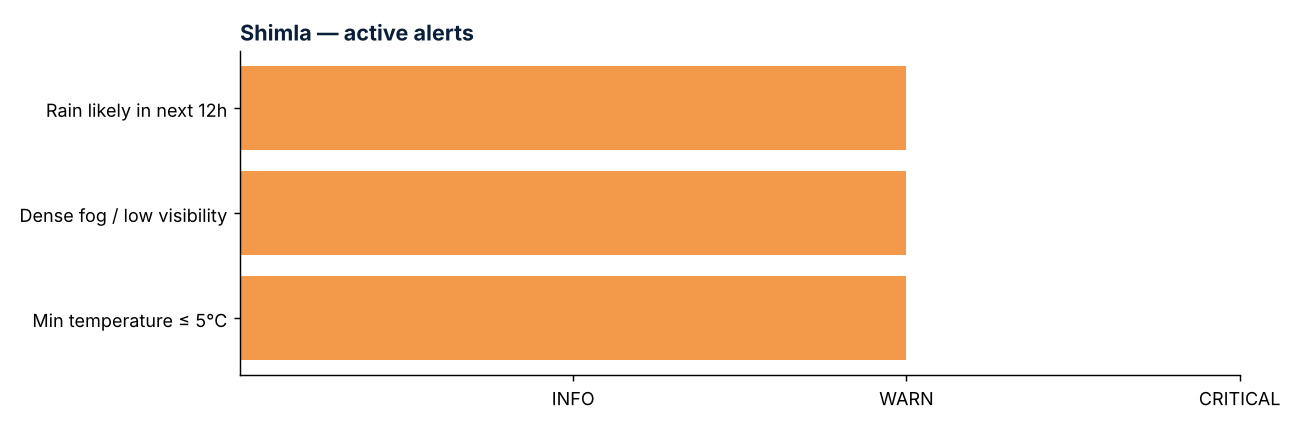 Shimla — active alerts
Rain likely in next 12h
Dense fog / low visibility
Min temperature ≤ 5°C
INFO WARN CRITICAL